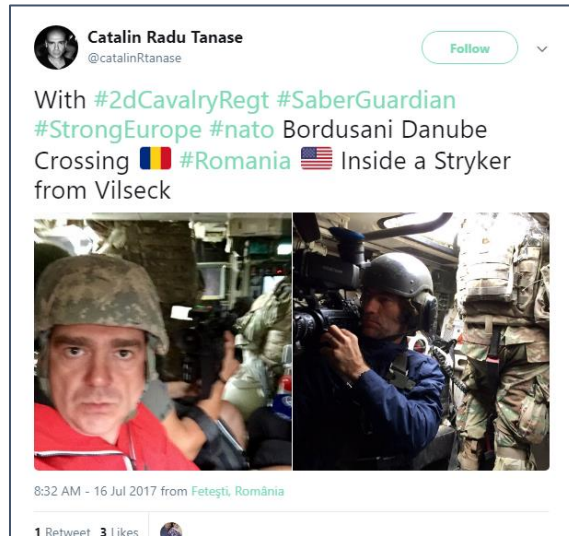 Catalin Radu Tanase
@catalinRtanase
Follow
With #2dCavalryRegt #SaberGuardian
#StrongEurope #nato Bordusani Danube
Crossing 🇷🇴 #Romania 🇺🇸 Inside a Stryker
from Vilseck
8:32 AM - 16 Jul 2017 from Feteşti, România
1 Retweet 3 Likes